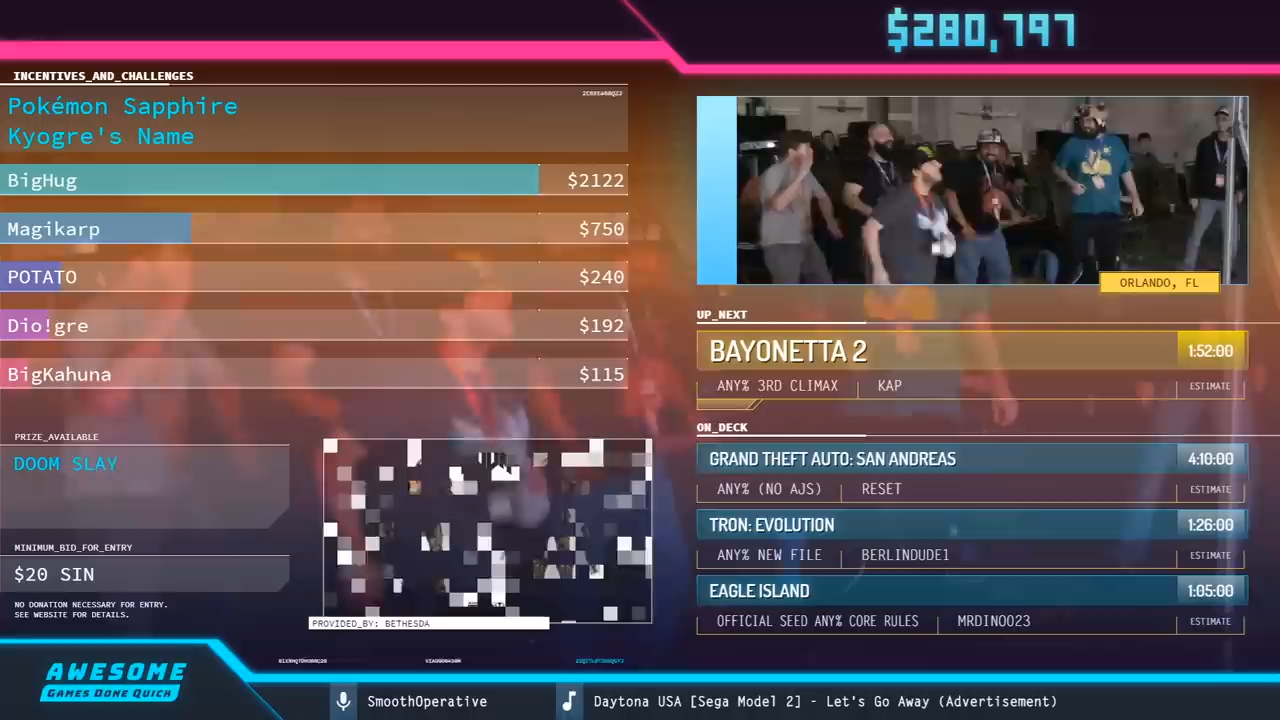 $280,797
INCENTIVES_AND_CHALLENGES
Pokémon Sapphire
Kyogre's Name
BigHug $2122
Magikarp $750
POTATO $240
Dio!gre $192
BigKahuna $115
PRIZE_AVAILABLE
DOOM SLAY
MINIMUM_BID_FOR_ENTRY
$20 SIN
NO DONATION NECESSARY FOR ENTRY.
SEE WEBSITE FOR DETAILS.
PROVIDED_BY: BETHESDA
ORLANDO, FL
UP_NEXT
BAYONETTA 2 1:52:00
ANY% 3RD CLIMAX KAP ESTIMATE
ON_DECK
GRAND THEFT AUTO: SAN ANDREAS 4:10:00
ANY% (NO AJS) RESET ESTIMATE
TRON: EVOLUTION 1:26:00
ANY% NEW FILE BERLINDUDE1 ESTIMATE
EAGLE ISLAND 1:05:00
OFFICIAL SEED ANY% CORE RULES MRDINOO23 ESTIMATE
AWESOME
GAMES DONE QUICK
SmoothOperative
Daytona USA [Sega Model 2] - Let's Go Away (Advertisement)